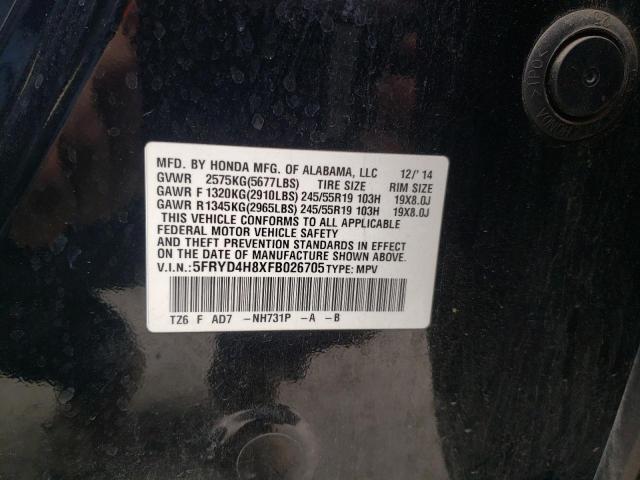 MFD. BY HONDA MFG. OF ALABAMA, LLC 12/'14
GVWR 2575KG(5677LBS) TIRE SIZE RIM SIZE
GAWR F 1320KG(2910LBS) 245/55R19 103H 19X8.0J
GAWR R1345KG(2965LBS) 245/55R19 103H 19X8.0J
THIS VEHICLE CONFORMS TO ALL APPLICABLE
FEDERAL MOTOR VEHICLE SAFETY
AND THEFT PREVENTION STANDARDS IN EFFECT
ON THE DATE OF MANUFACTURE SHOWN ABOVE.
V.I.N.: 5FRYD4H8XFB026705 TYPE: MPV
TZ6 F AD7 -NH731P -A -B